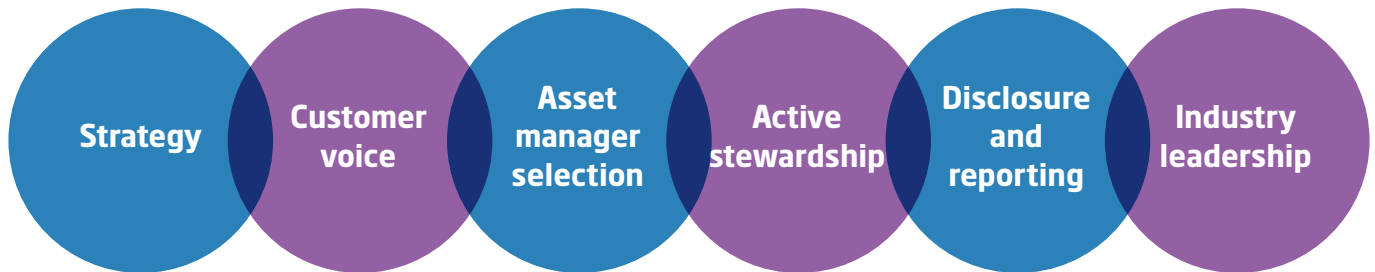 Strategy
Customer
voice
Asset
manager
selection
Active
stewardship
Disclosure
and
reporting
Industry
leadership